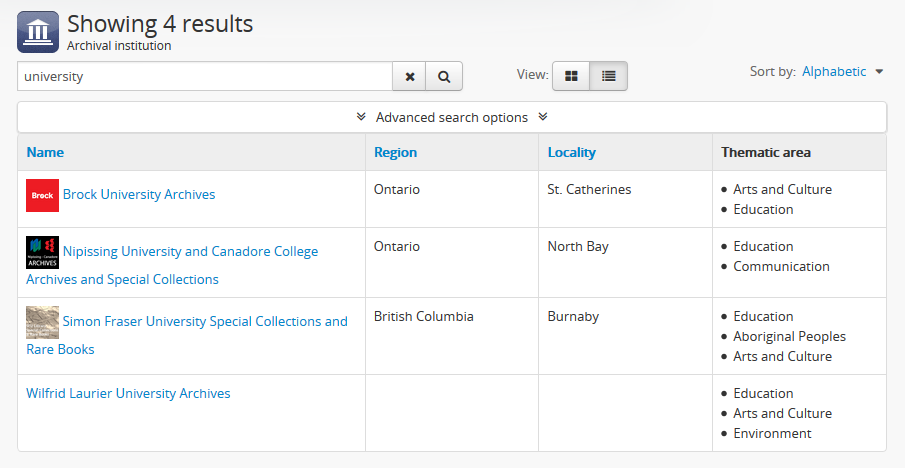 Showing 4 results
Archival institution
university
View:
Sort by: Alphabetic
Advanced search options
Name Region Locality Thematic area
Brock
Brock University Archives
Ontario
St. Catherines
Arts and Culture
Education
Nipissing - Canadore
ARCHIVES
Nipissing University and Canadore College
Archives and Special Collections
Ontario
North Bay
Education
Communication
Simon Fraser University Special Collections and
Rare Books
British Columbia
Burnaby
Education
Aboriginal Peoples
Arts and Culture
Wilfrid Laurier University Archives
Education
Arts and Culture
Environment